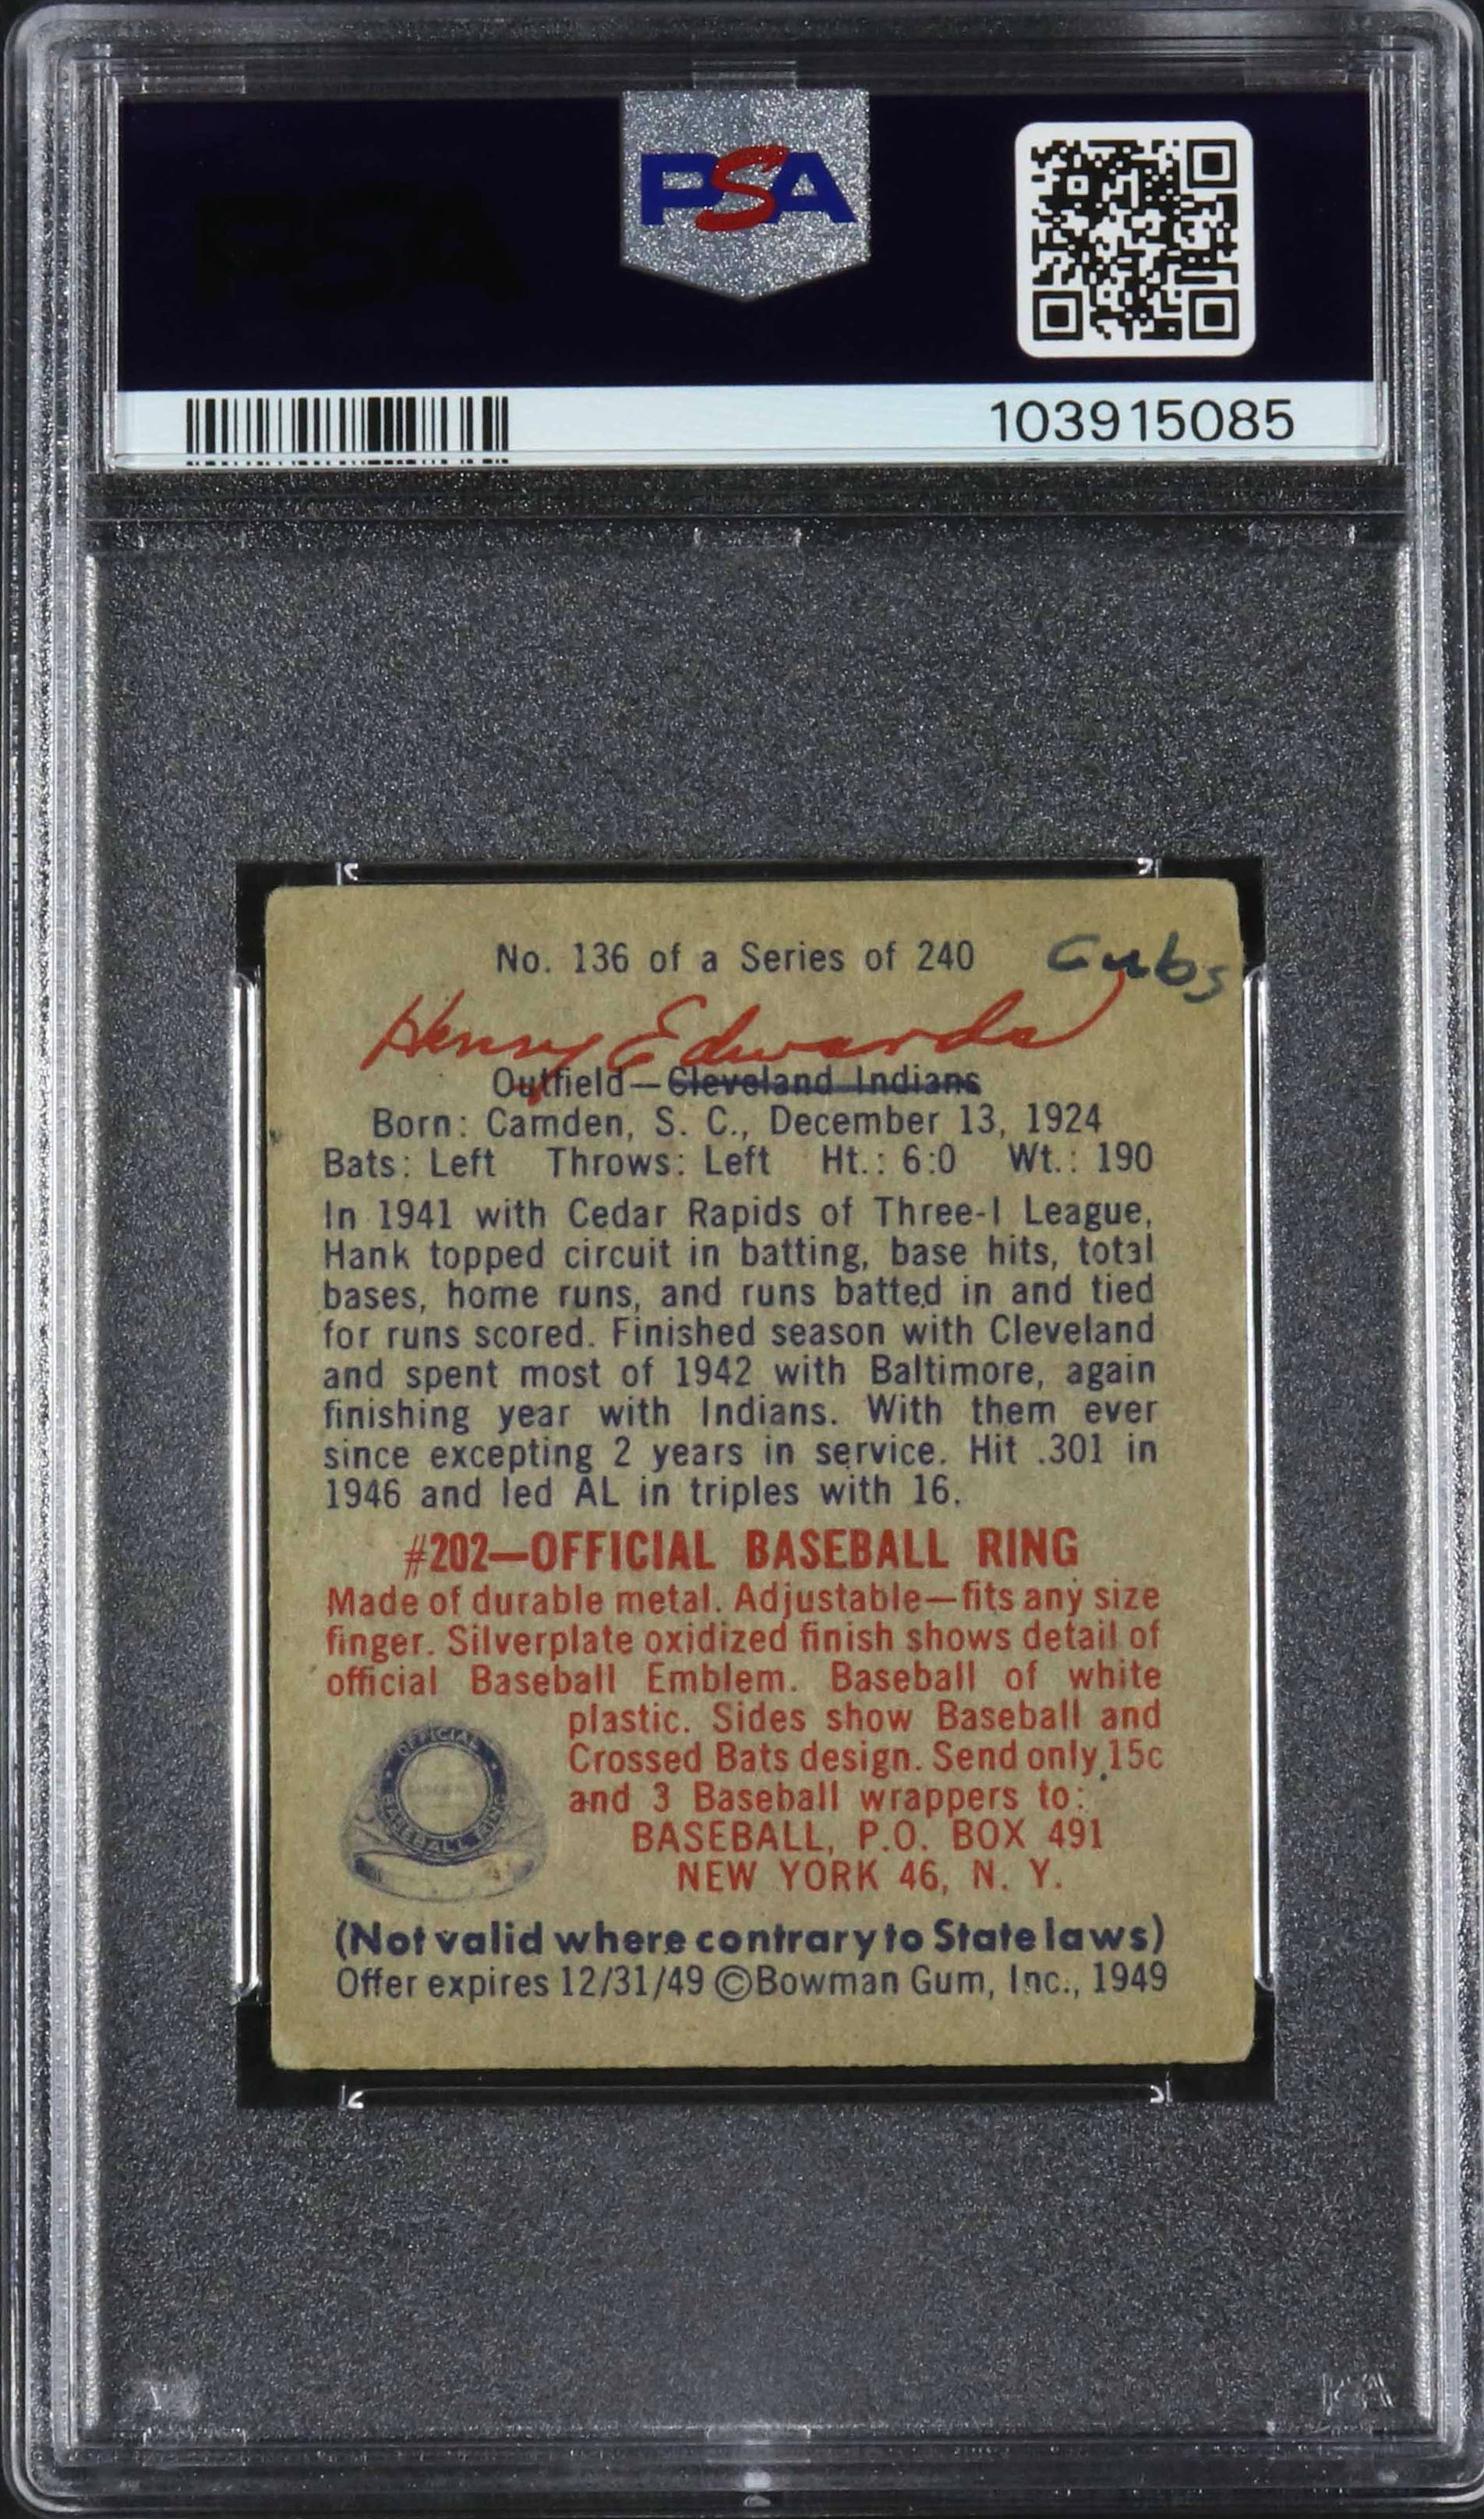 PSA
103915085
No. 136 of a Series of 240 Cubs
Henry Edwards
Outfield—Cleveland Indians
Born: Camden, S. C., December 13, 1924
Bats: Left Throws: Left Ht.: 6:0 Wt.: 190
In 1941 with Cedar Rapids of Three-I League,
Hank topped circuit in batting, base hits, total
bases, home runs, and runs batted in and tied
for runs scored. Finished season with Cleveland
and spent most of 1942 with Baltimore, again
finishing year with Indians. With them ever
since excepting 2 years in service. Hit .301 in
1946 and led AL in triples with 16.
#202—OFFICIAL BASEBALL RING
Made of durable metal. Adjustable—fits any size
finger. Silverplate oxidized finish shows detail of
official Baseball Emblem. Baseball of white
plastic. Sides show Baseball and
Crossed Bats design. Send only 15c
and 3 Baseball wrappers to:
BASEBALL, P.O. BOX 491
NEW YORK 46, N. Y.
OFFICIAL
BASEBALL RING
(Not valid where contrary to State laws)
Offer expires 12/31/49 ©Bowman Gum, Inc., 1949